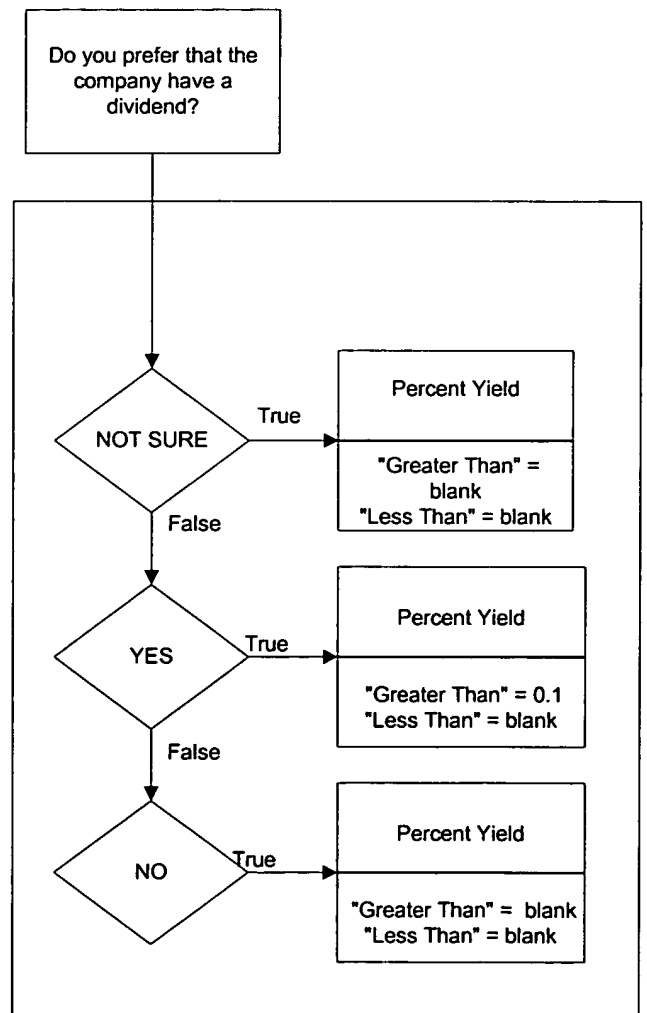 Do you prefer that the
company have a
dividend?
NOT SURE
True
Percent Yield
"Greater Than" =
blank
"Less Than" = blank
False
YES
True
Percent Yield
"Greater Than" = 0.1
"Less Than" = blank
False
NO
True
Percent Yield
"Greater Than" = blank
"Less Than" = blank